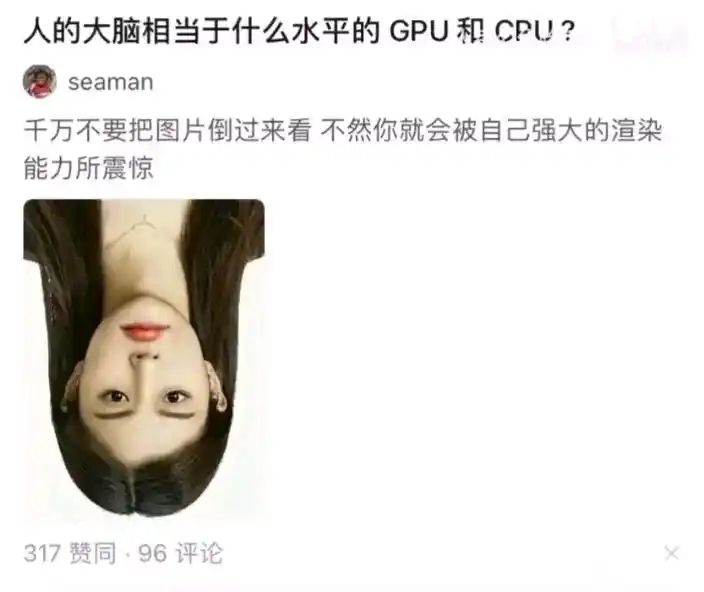 人的大脑相当于什么水平的 GPU 和 CPU？
seaman
千万不要把图片倒过来看 不然你就会被自己强大的渲染
能力所震惊
317 赞同 · 96 评论